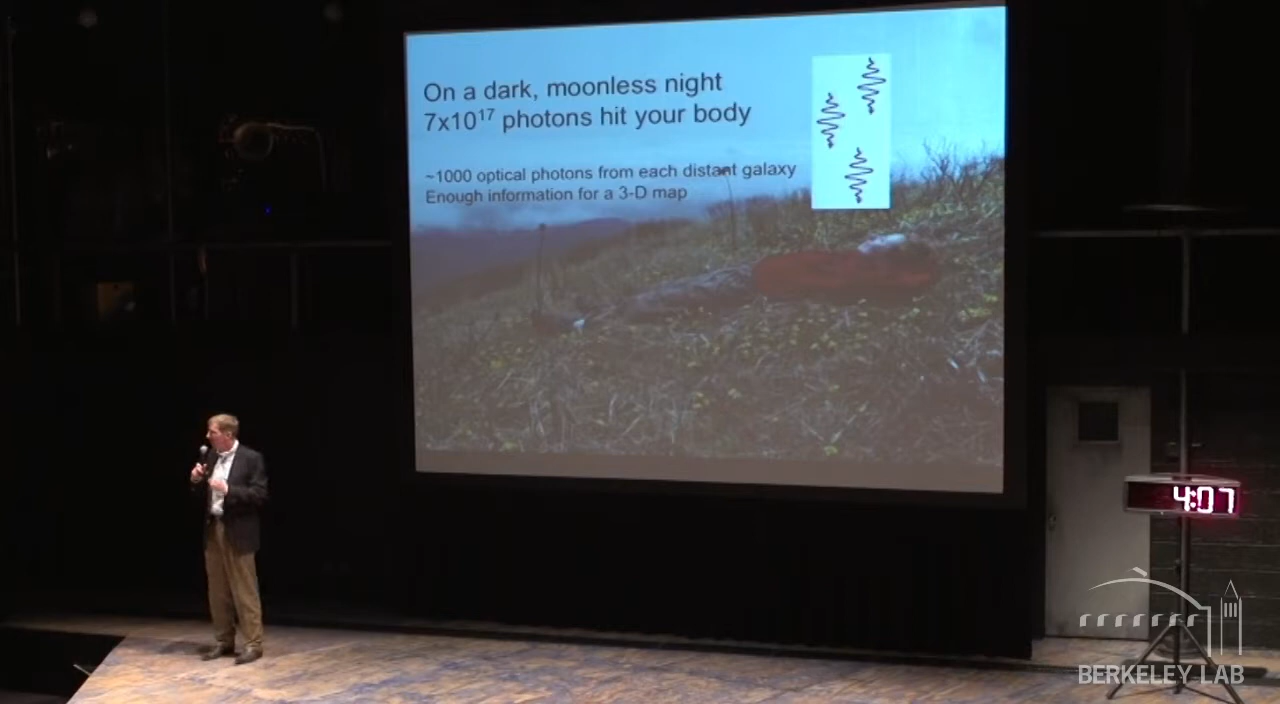 On a dark, moonless night
7x10¹⁷ photons hit your body
~1000 optical photons from each distant galaxy
Enough information for a 3-D map
4:07
BERKELEY LAB